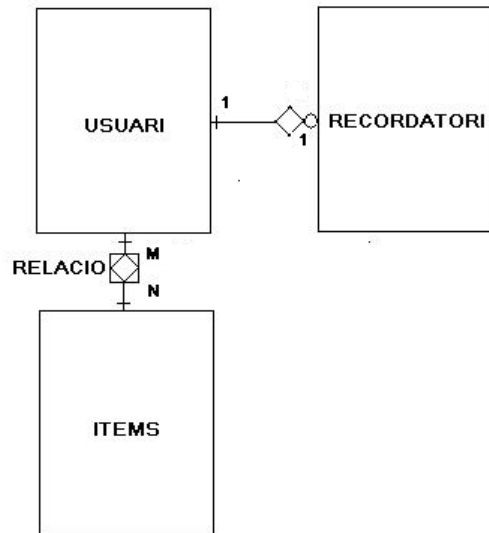 USUARI
1
1
RECORDATORI
RELACIO
M
N
ITEMS